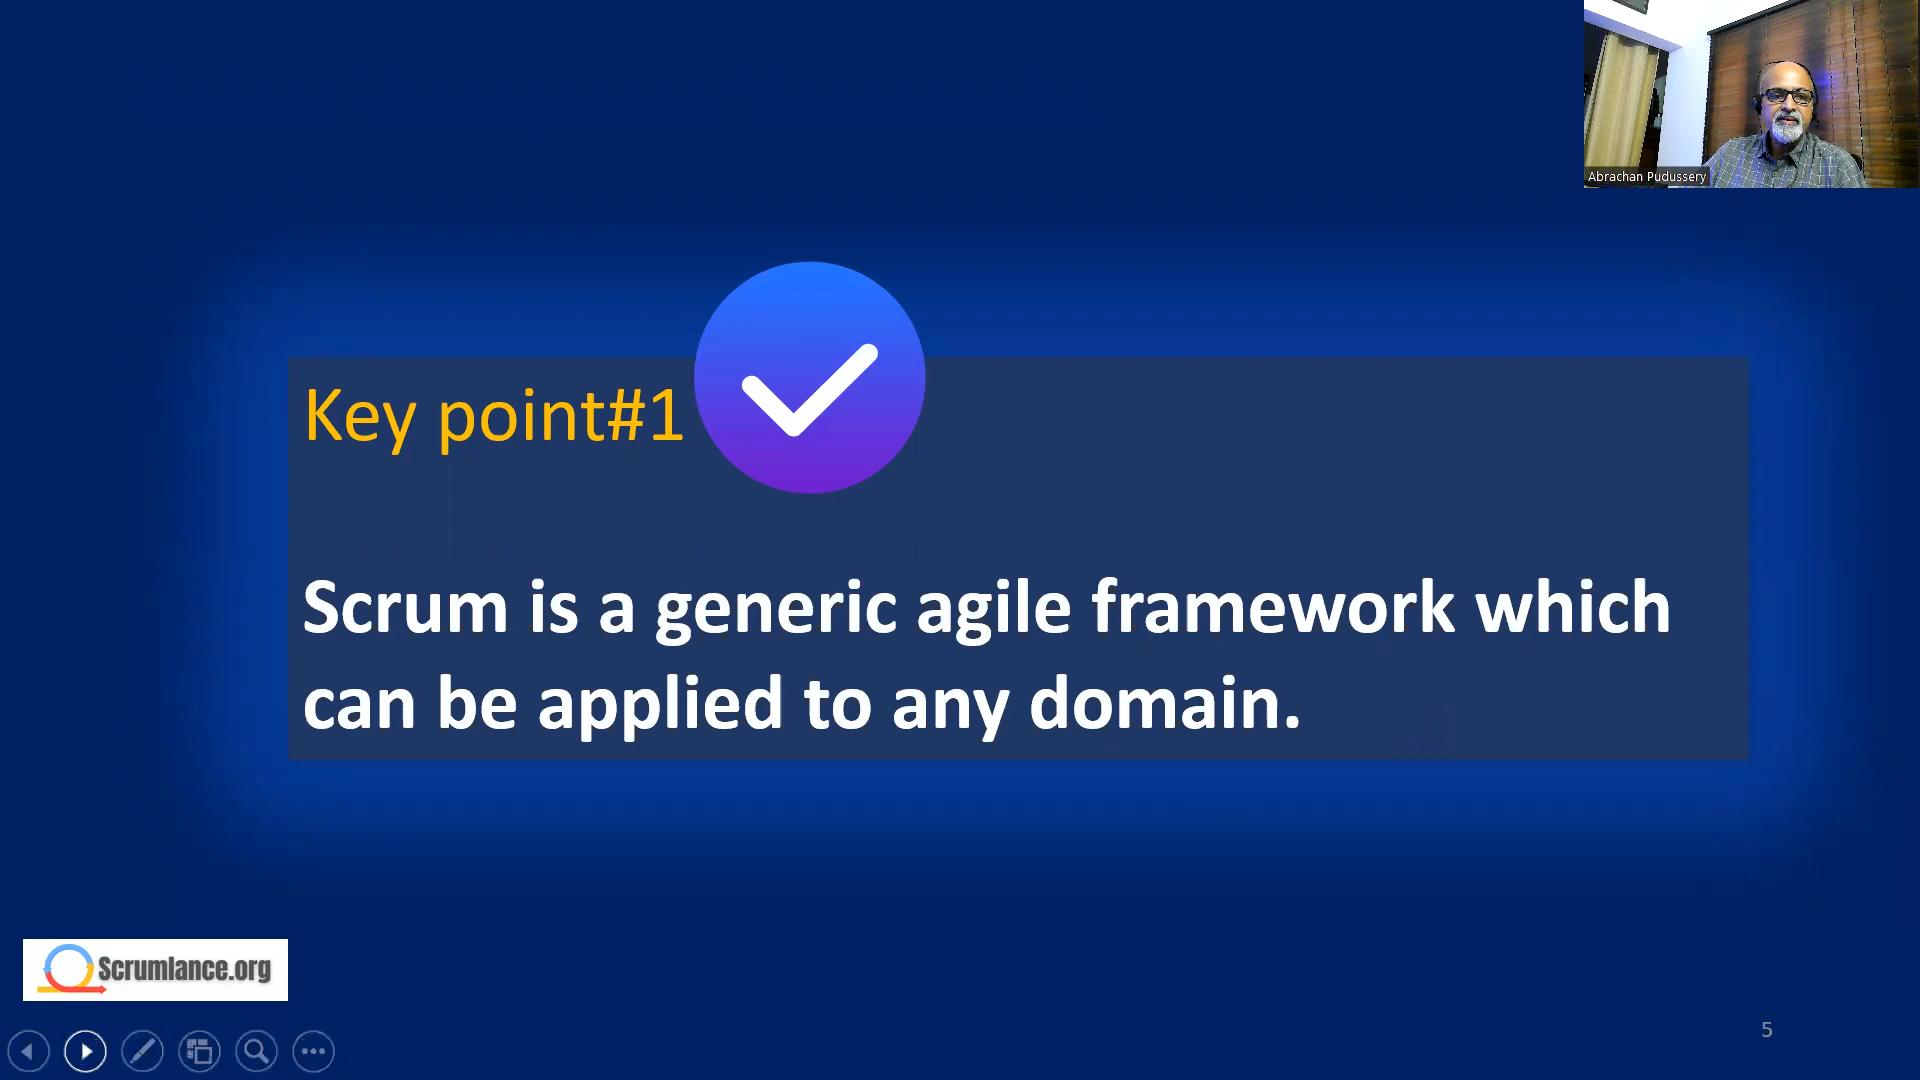 Abrachan Pudussery
Key point#1
Scrum is a generic agile framework which
can be applied to any domain.
Scrumlance.org
5